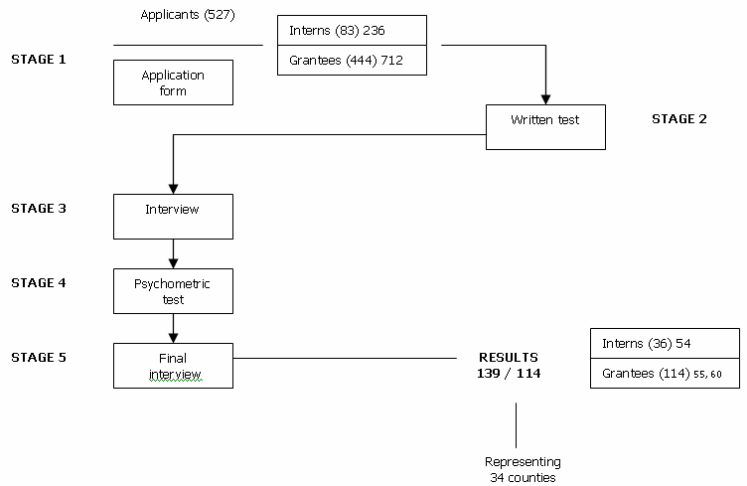 Applicants (527)
Interns (83) 236
Grantees (444) 712
STAGE 1
Application
form
Written test
STAGE 2
STAGE 3
Interview
STAGE 4
Psychometric
test
STAGE 5
Final
interview
RESULTS
139 / 114
Interns (36) 54
Grantees (114) 55, 60
Representing
34 counties